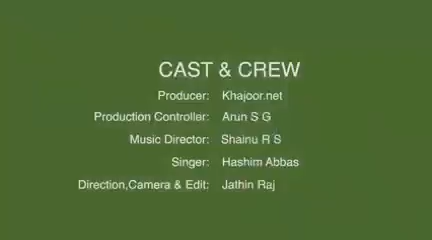 CAST & CREW
Producer: Khajoor.net
Production Controller: Arun S G
Music Director: Shainu R S
Singer: Hashim Abbas
Direction,Camera & Edit: Jathin Raj